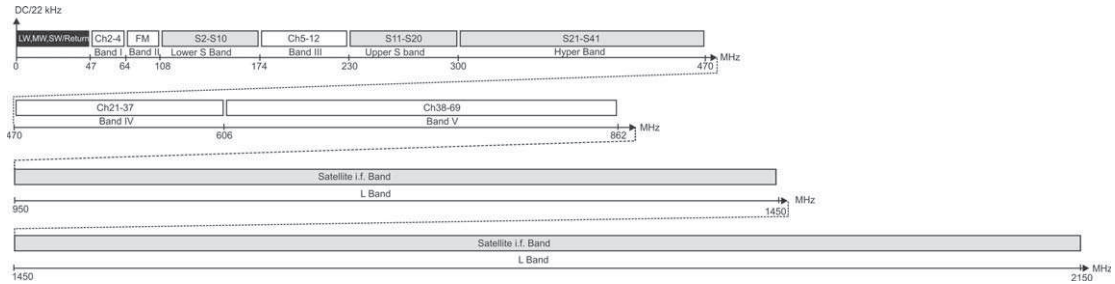 DC/22 kHz
LW,MW,SW/Return Ch2-4 FM S2-S10 Ch5-12 S11-S20 S21-S41
Band I Band II Lower S Band Band III Upper S band Hyper Band
MHz
0 47 64 108 174 230 300 470
Ch21-37 Ch38-69
Band IV Band V
MHz
470 606 862
Satellite i.f. Band
L Band
MHz
950 1450
Satellite i.f. Band
L Band
MHz
1450 2150